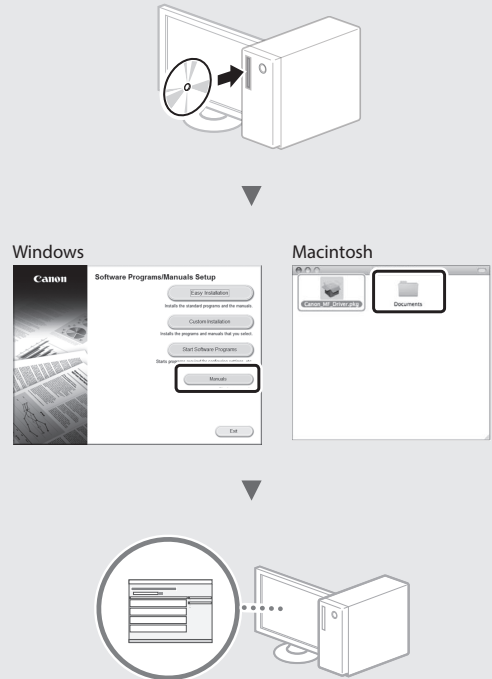 Windows
Macintosh
Canon
Software Programs/Manuals Setup
Easy Installation
Installs the standard programs and the manuals.
Custom Installation
Installs the programs and manuals that you select.
Start Software Programs
Manuals
Exit
Canon_MF_Driver.pkg
Documents